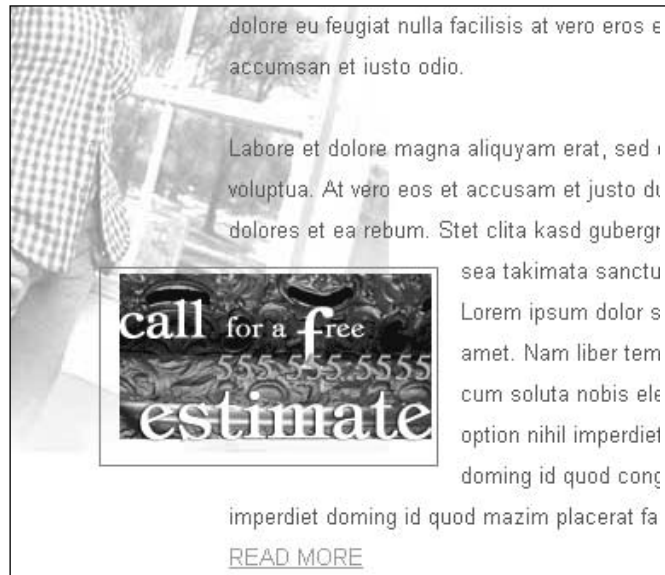 dolore eu feugiat nulla facilisis at vero eros e
accumsan et iusto odio.
Labore et dolore magna aliquyam erat, sed
voluptua. At vero eos et accusam et justo du
dolores et ea rebum. Stet clita kasd gubergr
sea takimata sanctu
Lorem ipsum dolor s
amet. Nam liber tem
cum soluta nobis ele
option nihil imperdiet
doming id quod cong
call for a free
555.555.5555
estimate
imperdiet doming id quod mazim placerat fa
READ MORE